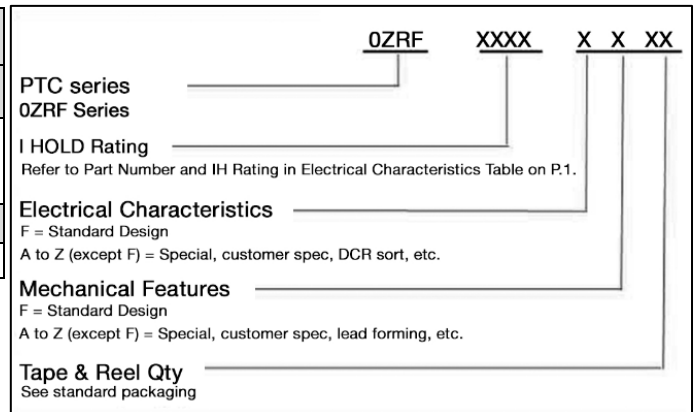 0ZRF XXXX X X XX
PTC series
0ZRF Series
I HOLD Rating
Refer to Part Number and IH Rating in Electrical Characteristics Table on P.1.
Electrical Characteristics
F = Standard Design
A to Z (except F) = Special, customer spec, DCR sort, etc.
Mechanical Features
F = Standard Design
A to Z (except F) = Special, customer spec, lead forming, etc.
Tape & Reel Qty
See standard packaging